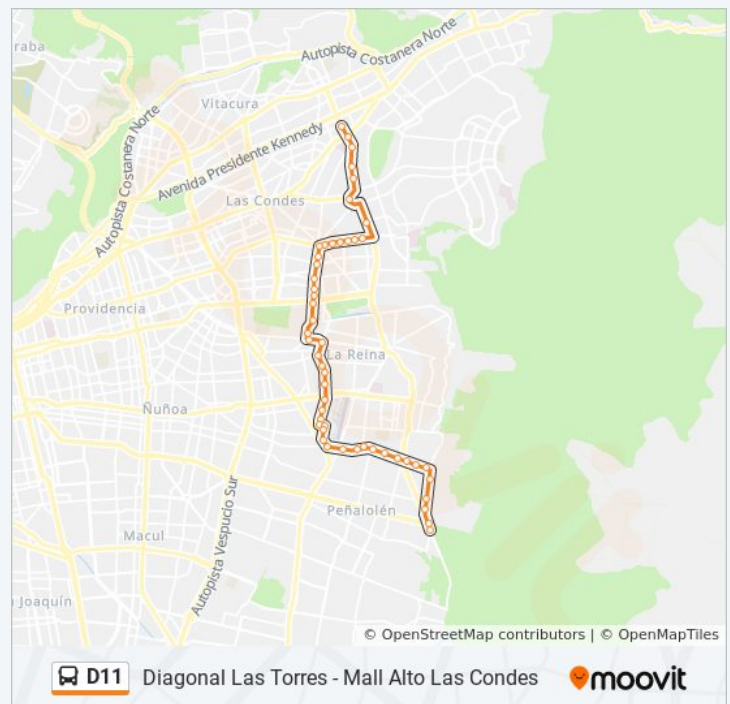 raba
Autopista Costanera Norte
Vitacura
Avenida Presidente Kennedy
Autopista Costanera Norte
Las Condes
Providencia
La Reina
Ñuñoa
Autopista Vespucio Sur
Peñalolén
Macul
Joaquín
© OpenStreetMap contributors | © OpenMapTiles
D11 Diagonal Las Torres - Mall Alto Las Condes moovit